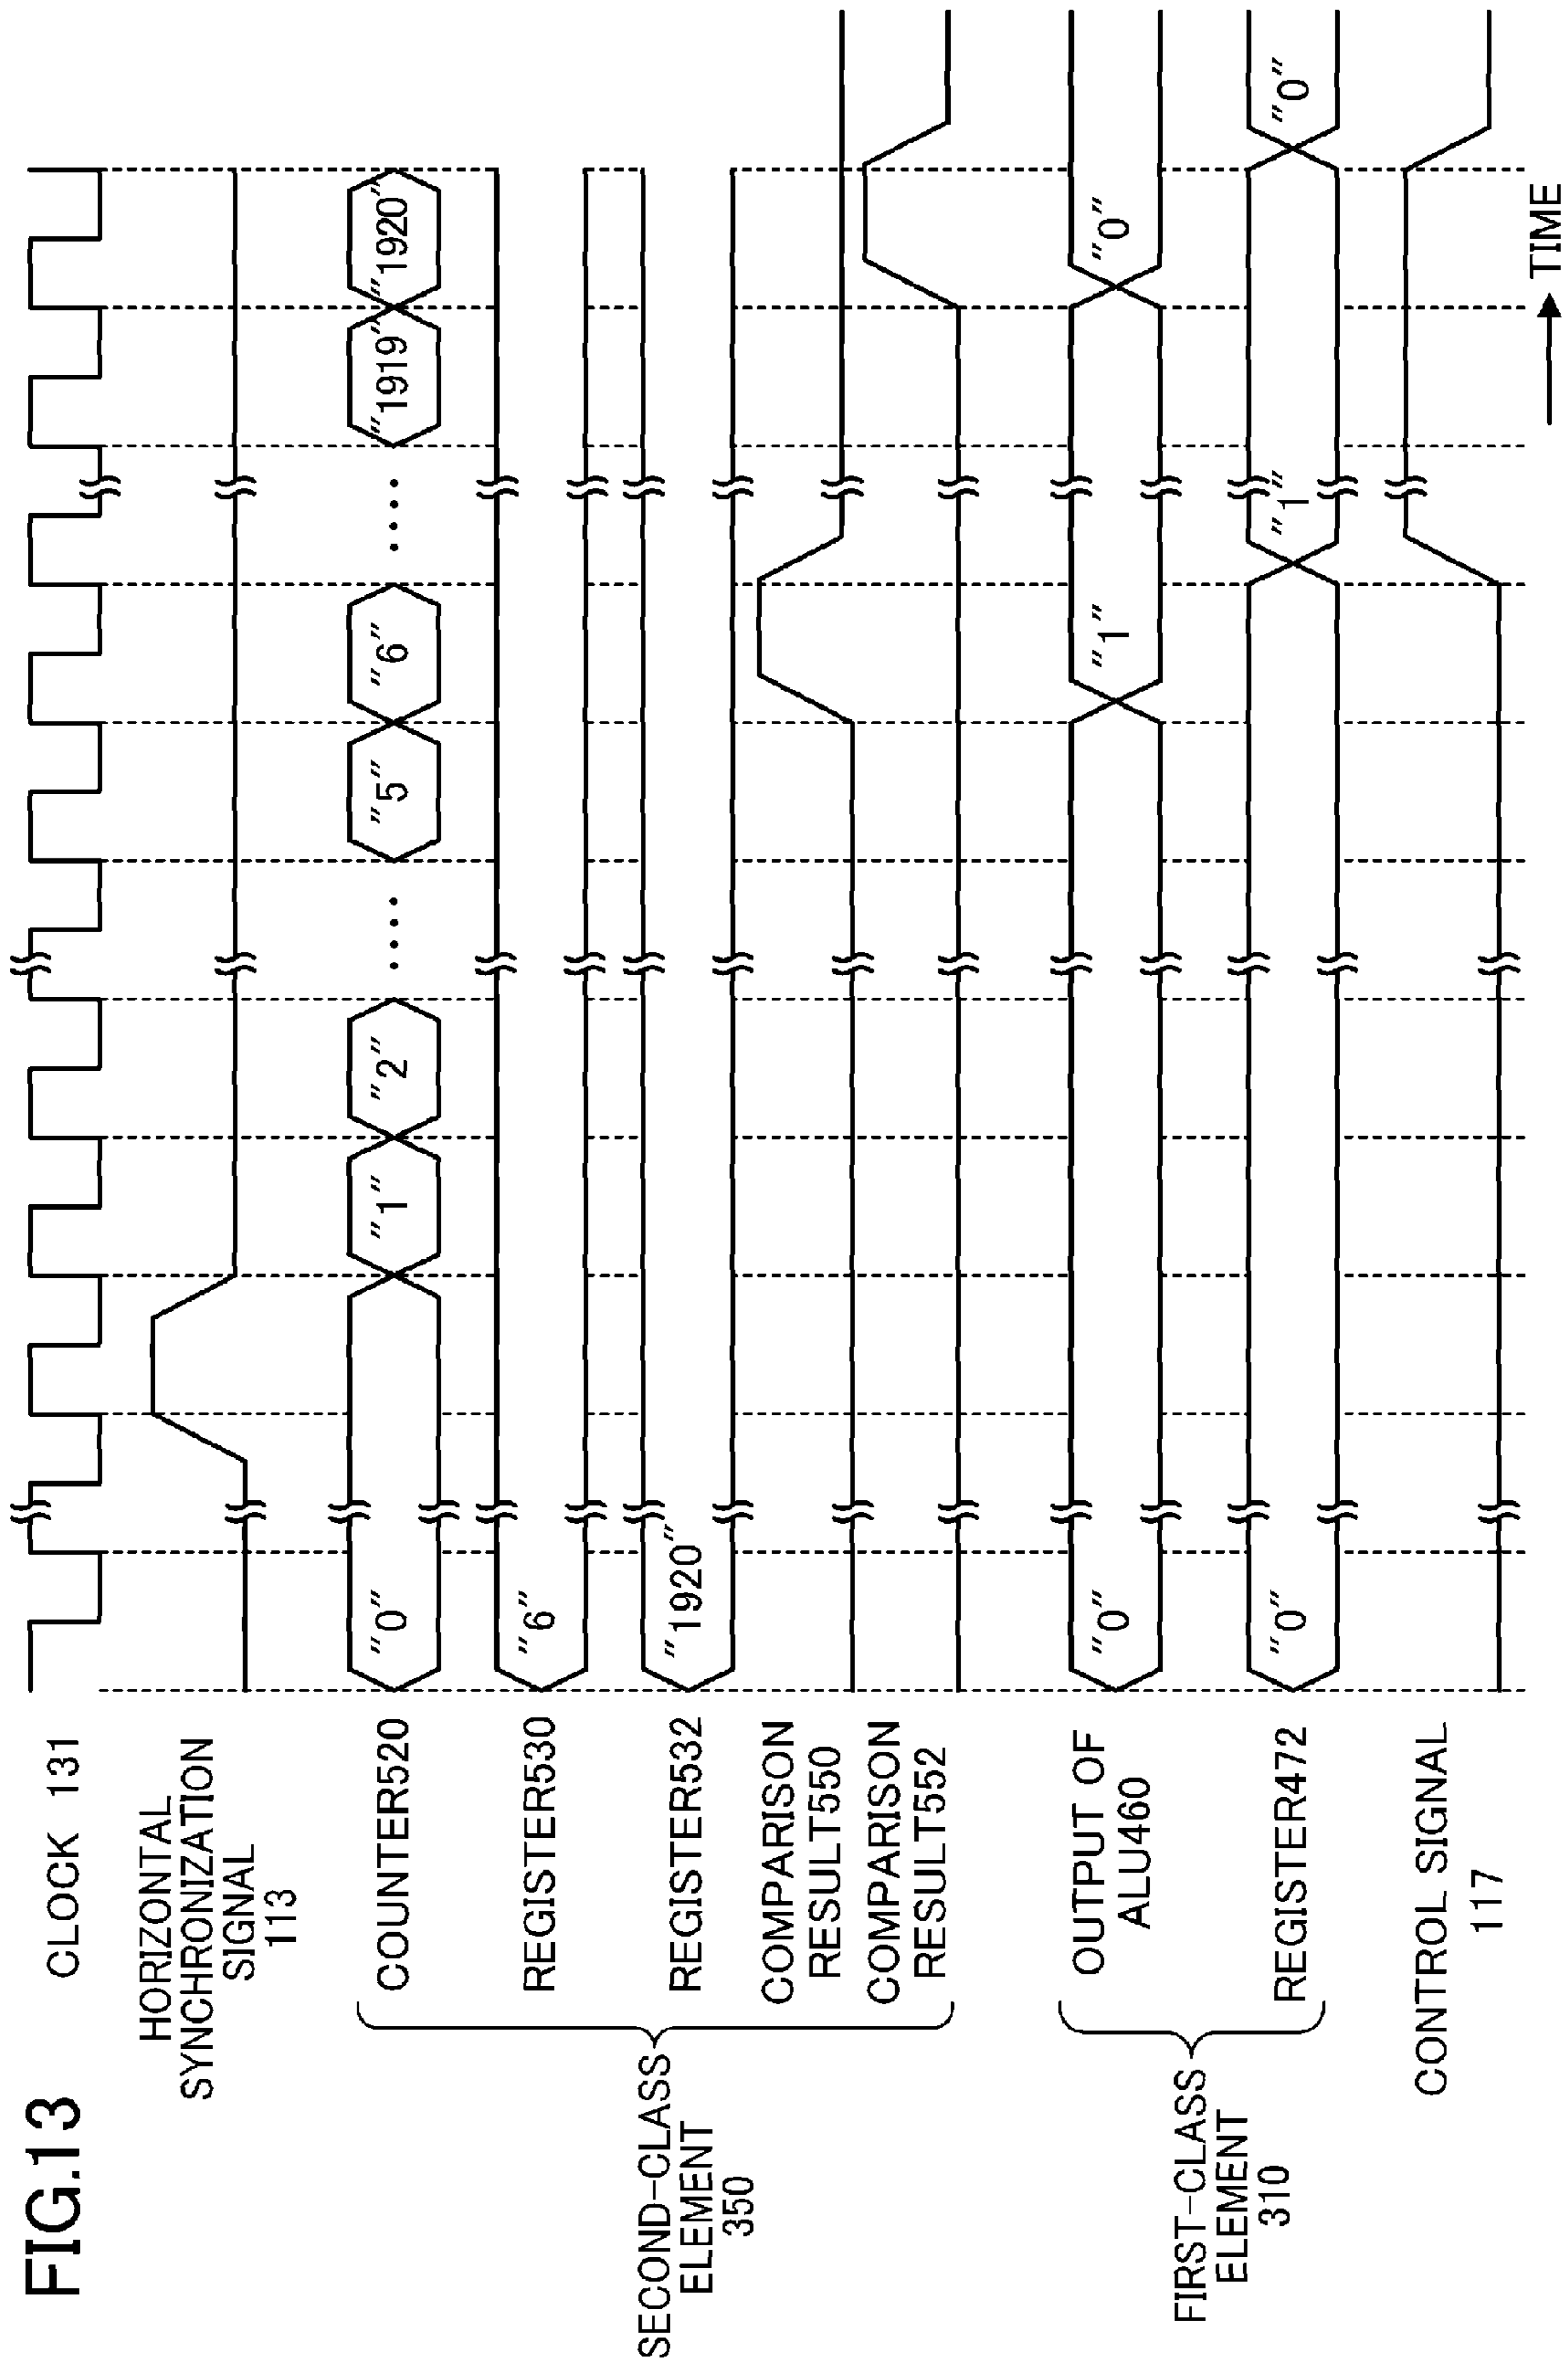 FIG.13
CLOCK 131
HORIZONTAL
SYNCHRONIZATION
SIGNAL
113
SECOND-CLASS
ELEMENT
350
COUNTER520
"0"
"1"
"2"
....
"5"
"6"
....
"1919"
"1920"
REGISTER530
"6"
REGISTER532
"1920"
COMPARISON
RESULT550
COMPARISON
RESULT552
FIRST-CLASS
ELEMENT
310
OUTPUT OF
ALU460
"0"
"1"
"0"
REGISTER472
"0"
"1"
"0"
CONTROL SIGNAL
117
TIME